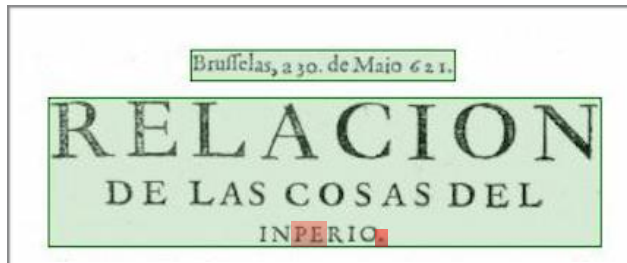 Brusselas, a 30. de Maio 621.
RELACION
DE LAS COSAS DEL
INPERIO.